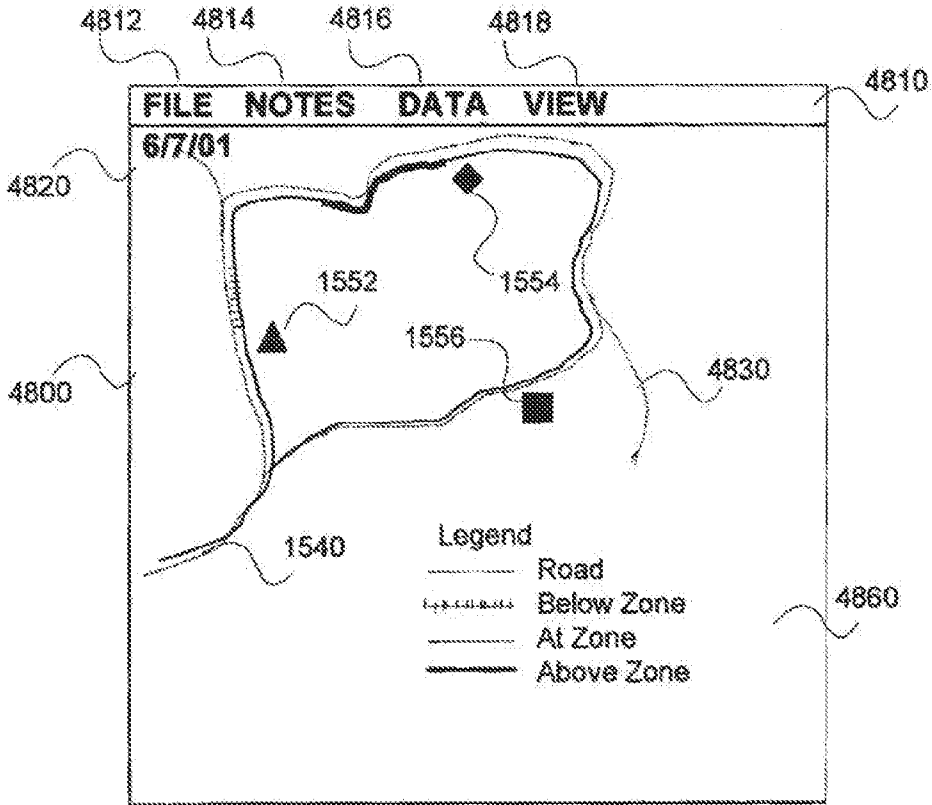 4812 4814 4816 4818
4810
FILE NOTES DATA VIEW
6/7/01
4820
1552
1554
1556
4800
4830
1540
Legend
Road
Below Zone
At Zone
Above Zone
4860